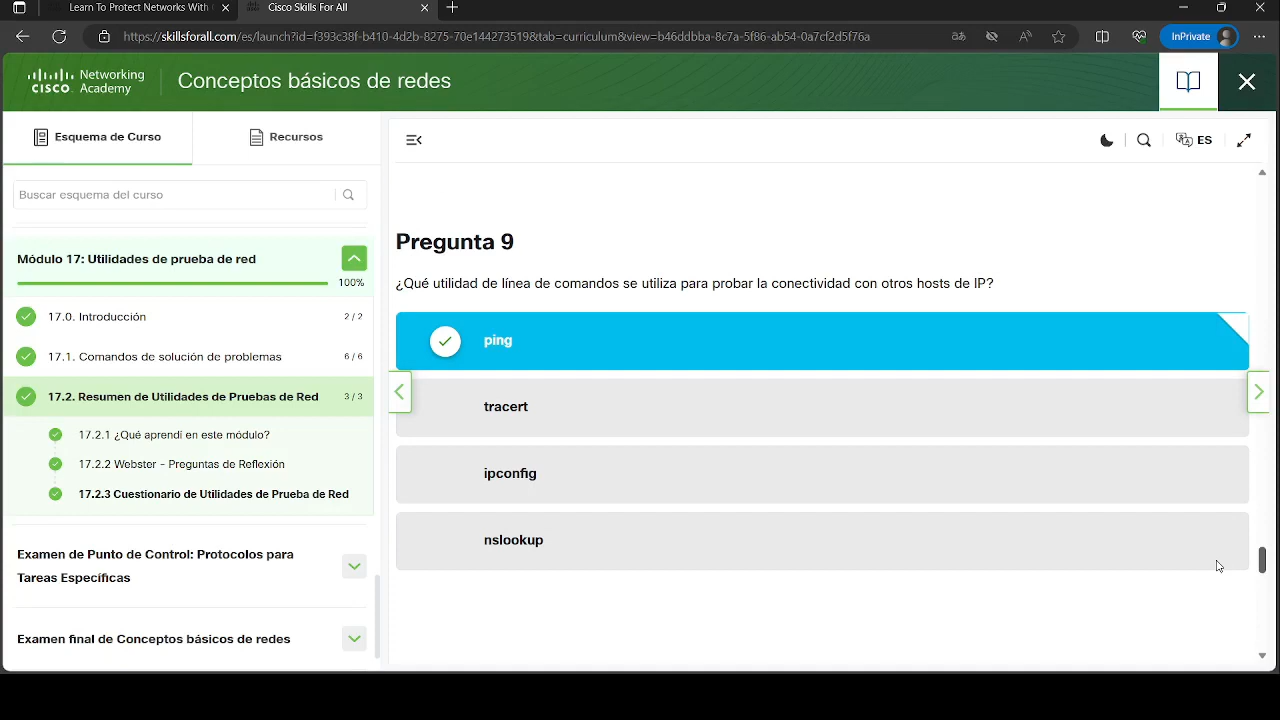 Learn To Protect Networks With
Cisco Skills For All
https://skillsforall.com/es/launch?id=f393c38f-b410-4d2b-8275-70e144273519&tab=curriculum&view=b46ddbba-8c7a-5f86-ab54-0a7cf2d5f76a
InPrivate
Networking
CISCO Academy
Conceptos básicos de redes
Esquema de Curso
Recursos
ES
Buscar esquema del curso
Módulo 17: Utilidades de prueba de red
100%
17.0. Introducción 2 / 2
17.1. Comandos de solución de problemas 6 / 6
17.2. Resumen de Utilidades de Pruebas de Red 3 / 3
17.2.1 ¿Qué aprendí en este módulo?
17.2.2 Webster - Preguntas de Reflexión
17.2.3 Cuestionario de Utilidades de Prueba de Red
Examen de Punto de Control: Protocolos para
Tareas Específicas
Examen final de Conceptos básicos de redes
Pregunta 9
¿Qué utilidad de línea de comandos se utiliza para probar la conectividad con otros hosts de IP?
ping
tracert
ipconfig
nslookup